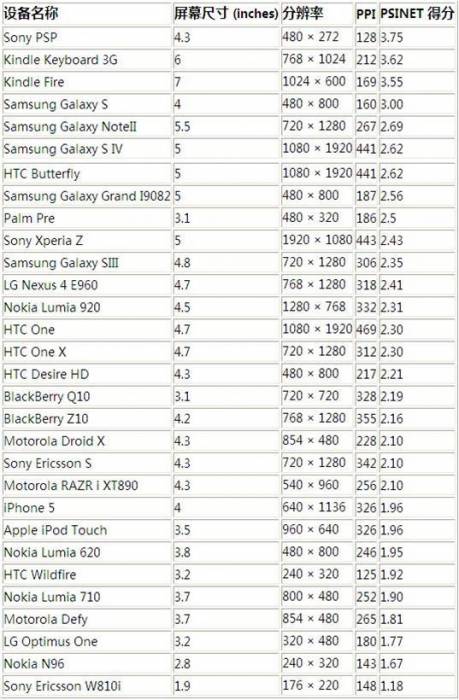 设备名称 屏幕尺寸 (inches) 分辨率 PPI PSINET 得分
Sony PSP 4.3 480 × 272 128 3.75
Kindle Keyboard 3G 6 768 × 1024 212 3.62
Kindle Fire 7 1024 × 600 169 3.55
Samsung Galaxy S 4 480 × 800 160 3.00
Samsung Galaxy NoteII 5.5 720 × 1280 267 2.69
Samsung Galaxy S IV 5 1080 × 1920 441 2.62
HTC Butterfly 5 1080 × 1920 441 2.62
Samsung Galaxy Grand I9082 5 480 × 800 187 2.56
Palm Pre 3.1 480 × 320 186 2.5
Sony Xperia Z 5 1920 × 1080 443 2.43
Samsung Galaxy SIII 4.8 720 × 1280 306 2.35
LG Nexus 4 E960 4.7 768 × 1280 318 2.41
Nokia Lumia 920 4.5 1280 × 768 332 2.31
HTC One 4.7 1080 × 1920 469 2.30
HTC One X 4.7 720 × 1280 312 2.30
HTC Desire HD 4.3 480 × 800 217 2.21
BlackBerry Q10 3.1 720 × 720 328 2.19
BlackBerry Z10 4.2 768 × 1280 355 2.16
Motorola Droid X 4.3 854 × 480 228 2.10
Sony Ericsson S 4.3 720 × 1280 342 2.10
Motorola RAZR i XT890 4.3 540 × 960 256 2.10
iPhone 5 4 640 × 1136 326 1.96
Apple iPod Touch 3.5 960 × 640 326 1.96
Nokia Lumia 620 3.8 480 × 800 246 1.95
HTC Wildfire 3.2 240 × 320 125 1.92
Nokia Lumia 710 3.7 800 × 480 252 1.90
Motorola Defy 3.7 854 × 480 265 1.81
LG Optimus One 3.2 320 × 480 180 1.77
Nokia N96 2.8 240 × 320 143 1.67
Sony Ericsson W810i 1.9 176 × 220 148 1.18